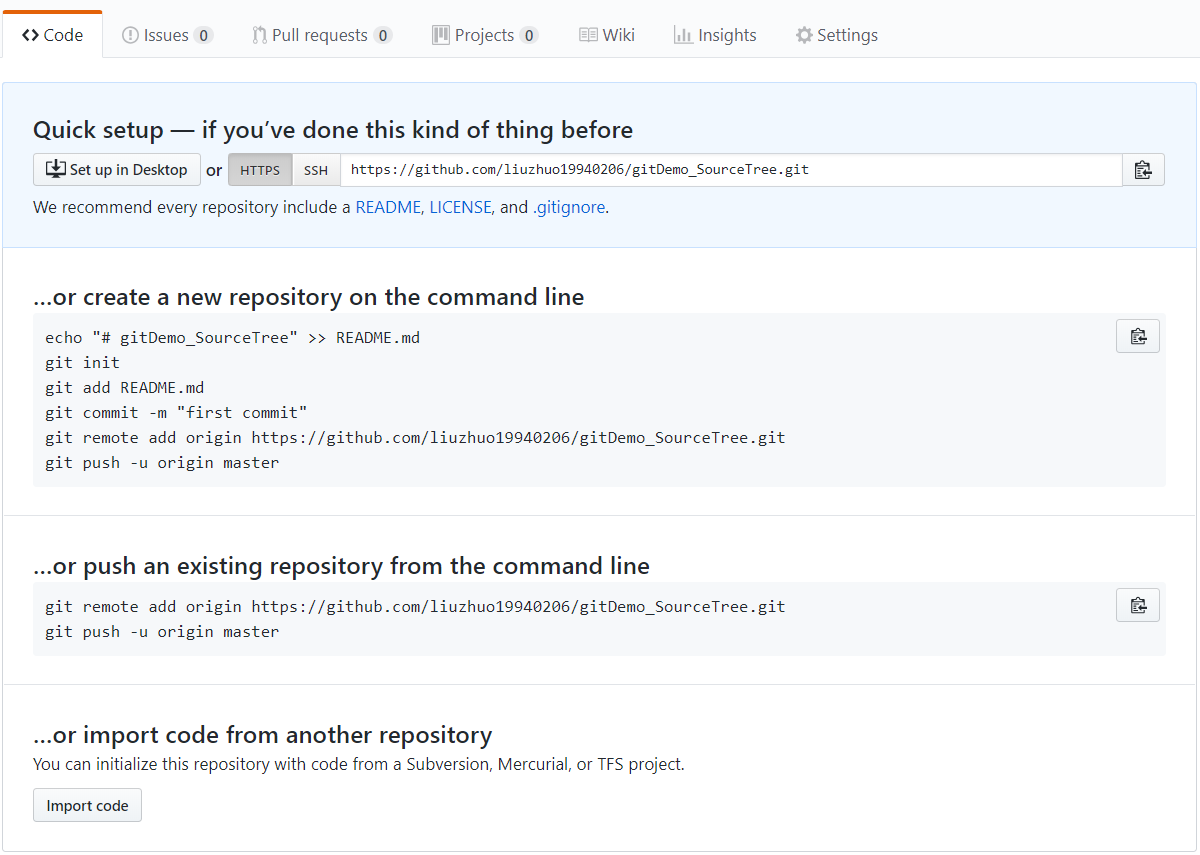 Code Issues 0 Pull requests 0 Projects 0 Wiki Insights Settings
Quick setup — if you’ve done this kind of thing before
Set up in Desktop or HTTPS SSH https://github.com/liuzhuo19940206/gitDemo_SourceTree.git
We recommend every repository include a README, LICENSE, and .gitignore.
…or create a new repository on the command line
echo "# gitDemo_SourceTree" >> README.md
git init
git add README.md
git commit -m "first commit"
git remote add origin https://github.com/liuzhuo19940206/gitDemo_SourceTree.git
git push -u origin master
…or push an existing repository from the command line
git remote add origin https://github.com/liuzhuo19940206/gitDemo_SourceTree.git
git push -u origin master
…or import code from another repository
You can initialize this repository with code from a Subversion, Mercurial, or TFS project.
Import code